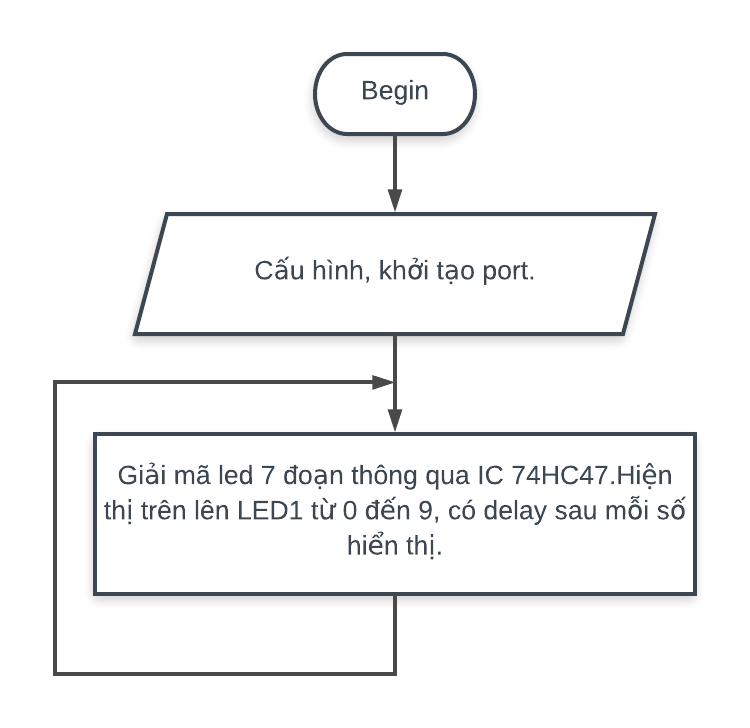 Begin
Cấu hình, khởi tạo port.
Giải mã led 7 đoạn thông qua IC 74HC47.Hiện
thị trên lên LED1 từ 0 đến 9, có delay sau mỗi số
hiển thị.